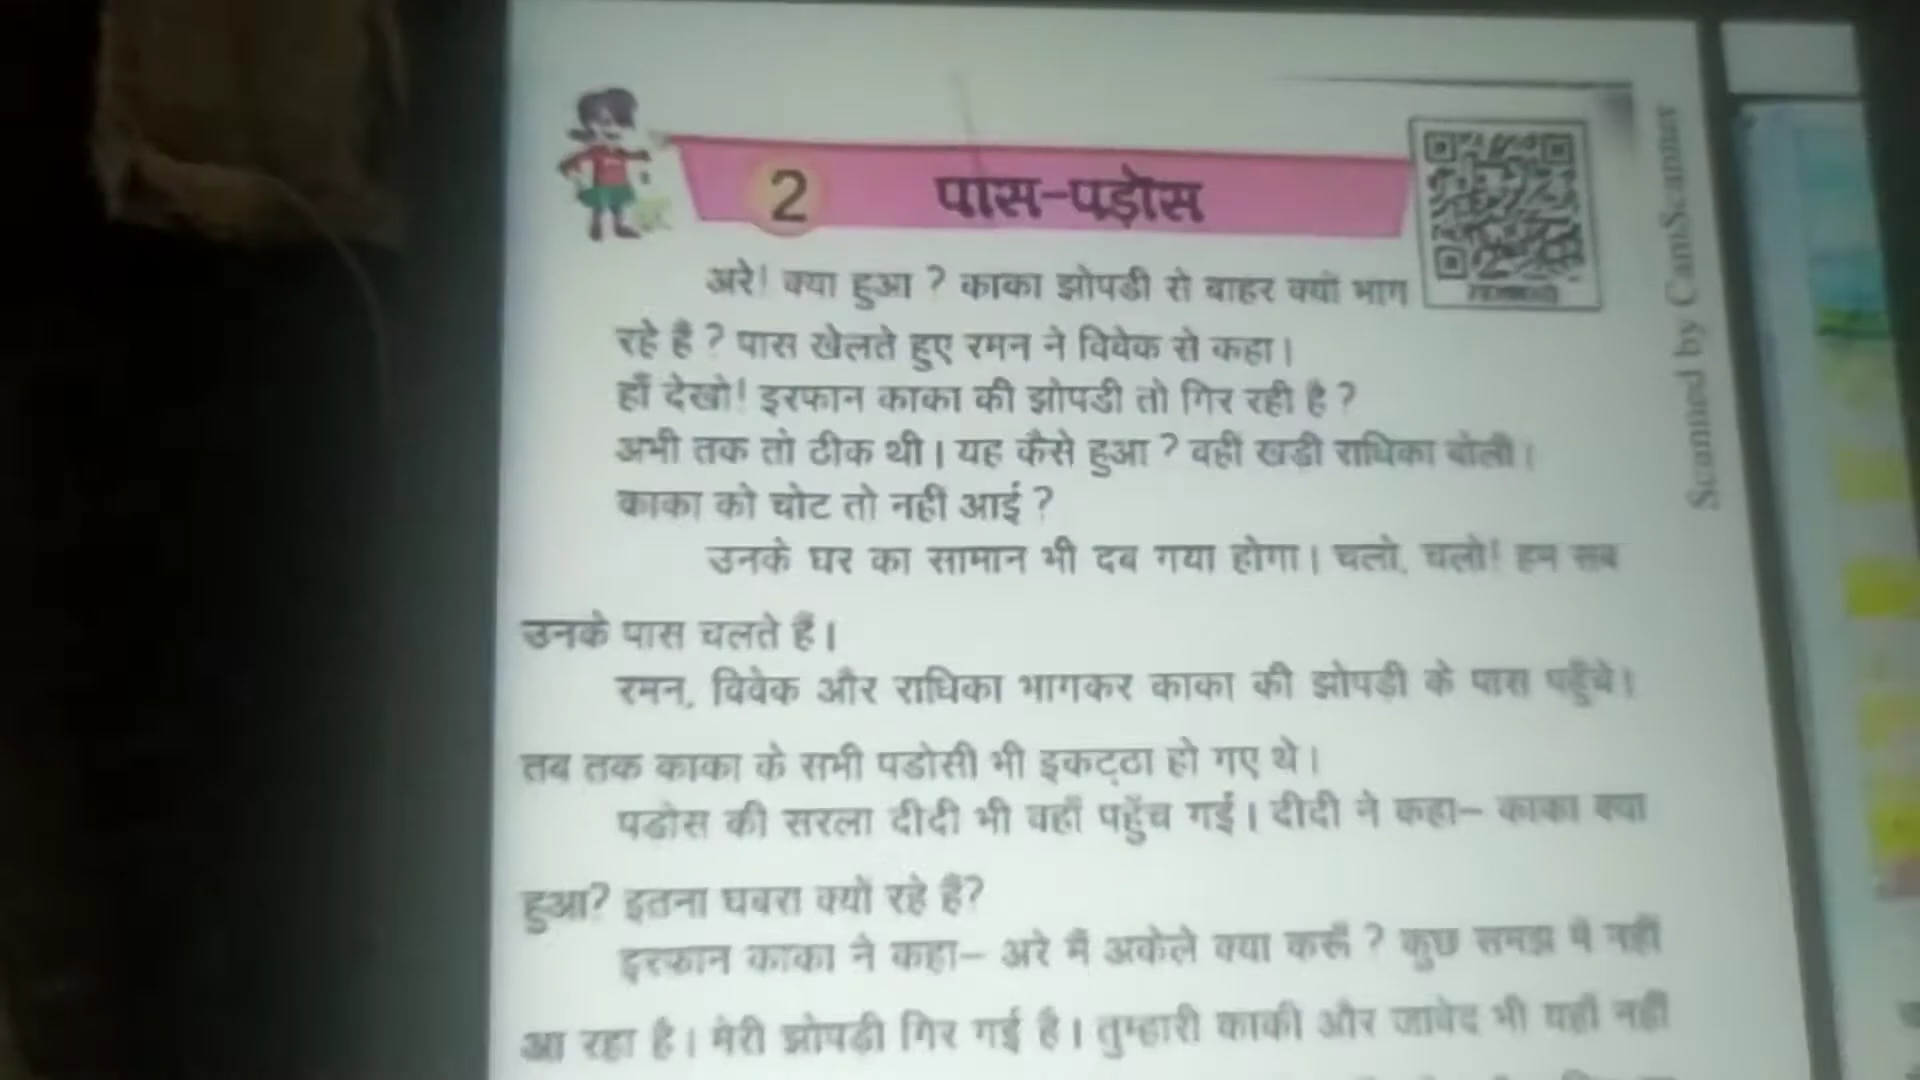 2 पास-पड़ोस
अरे! क्या हुआ ? काका झोपडी से बाहर क्यों भाग
रहे हैं ? पास खेलते हुए रमन ने विवेक से कहा।
हाँ देखो! इरफान काका की झोपडी तो गिर रही है ?
अभी तक तो ठीक थी। यह कैसे हुआ ? वहीं खडी राधिका बोली।
काका को चोट तो नहीं आई ?
उनके घर का सामान भी दब गया होगा। चलो, चलो! हम सब
उनके पास चलते हैं।
रमन, विवेक और राधिका भागकर काका की झोपडी के पास पहुँचे।
तब तक काका के सभी पडोसी भी इकट्ठा हो गए थे।
पडोस की सरला दीदी भी वहाँ पहुँच गईं। दीदी ने कहा– काका क्या
हुआ? इतना घबरा क्यों रहे हैं?
इरफान काका ने कहा– अरे मैं अकेले क्या करूँ ? कुछ समझ में नहीं
आ रहा है। मेरी झोपडी गिर गई है। तुम्हारी काकी और जावेद भी यहाँ नहीं
Scanned by CamScanner